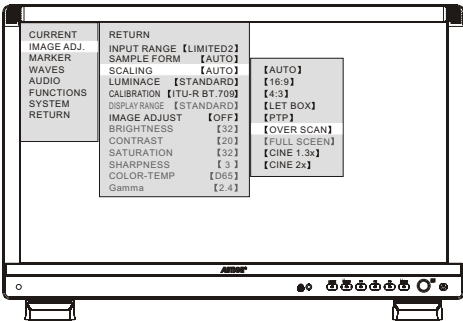 CURRENT
IMAGE ADJ.
MARKER
WAVES
AUDIO
FUNCTIONS
SYSTEM
RETURN
RETURN
INPUT RANGE【LIMITED2】
SAMPLE FORM 【AUTO】
SCALING 【AUTO】
LUMINACE 【STANDARD】
CALIBRATION【ITU-R BT.709】
DISPLAY RANGE 【STANDARD】
IMAGE ADJUST 【OFF】
BRIGHTNESS 【32】
CONTRAST 【20】
SATURATION 【32】
SHARPNESS 【 3 】
COLOR-TEMP 【D65】
Gamma 【2.4】
【AUTO】
【16:9】
【4:3】
【LET BOX】
【PTP】
【OVER SCAN】
【FULL SCEEN】
【CINE 1.3x】
【CINE 2x】